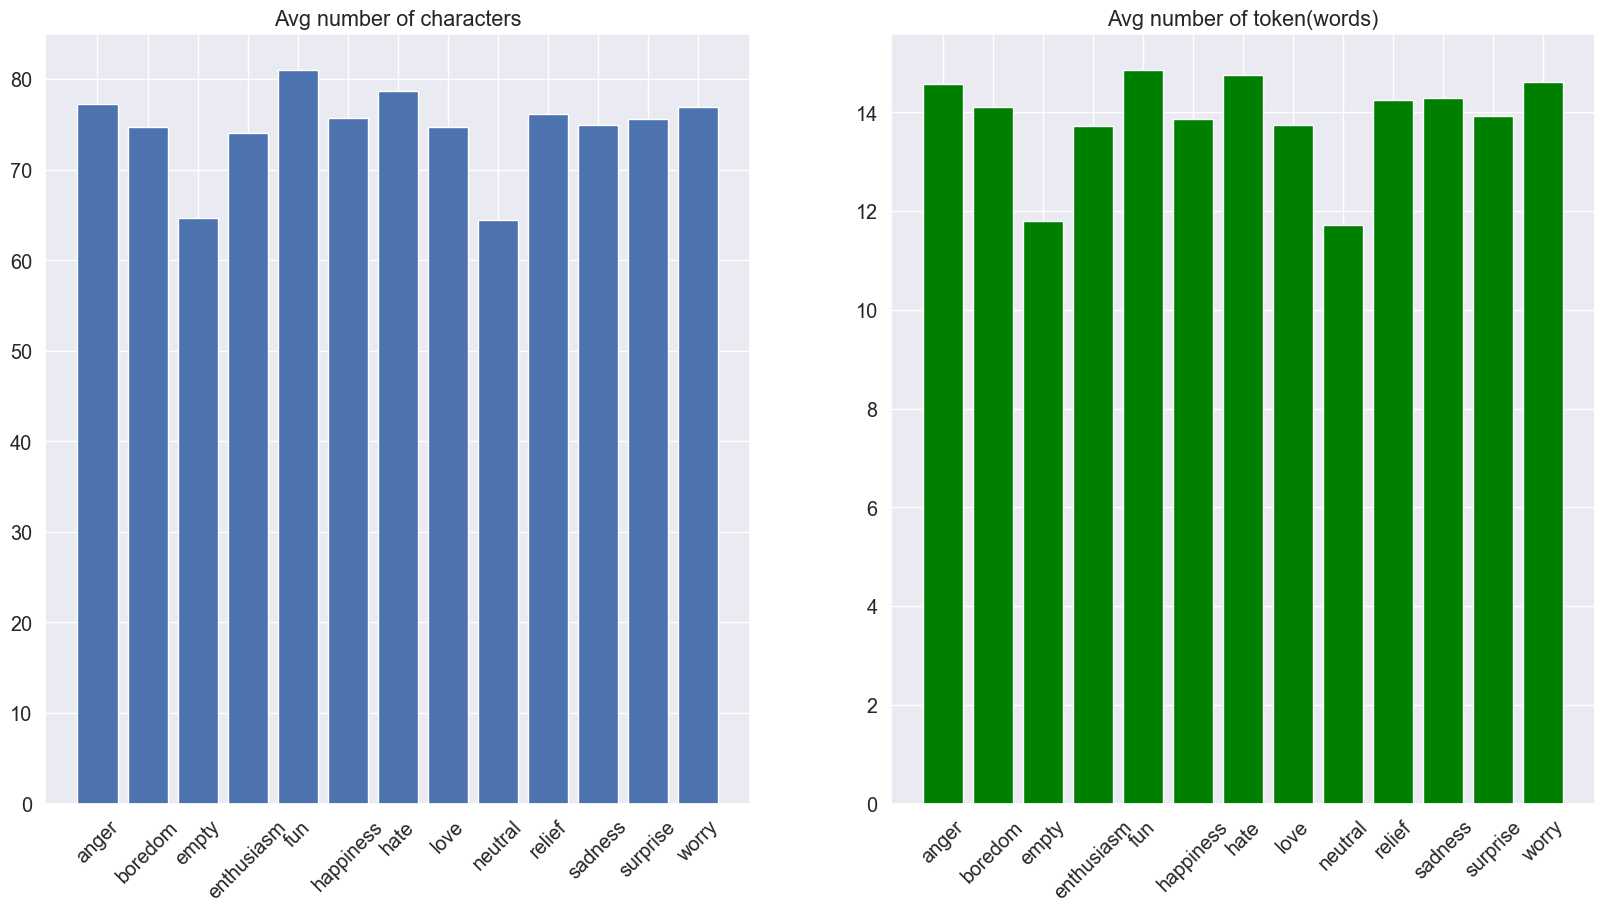 Avg number of characters
80
70
60
50
40
30
20
10
0
anger
boredom
empty
enthusiasm
fun
happiness
hate
love
neutral
relief
sadness
surprise
worry
Avg number of token(words)
14
12
10
8
6
4
2
0
anger
boredom
empty
enthusiasm
fun
happiness
hate
love
neutral
relief
sadness
surprise
worry